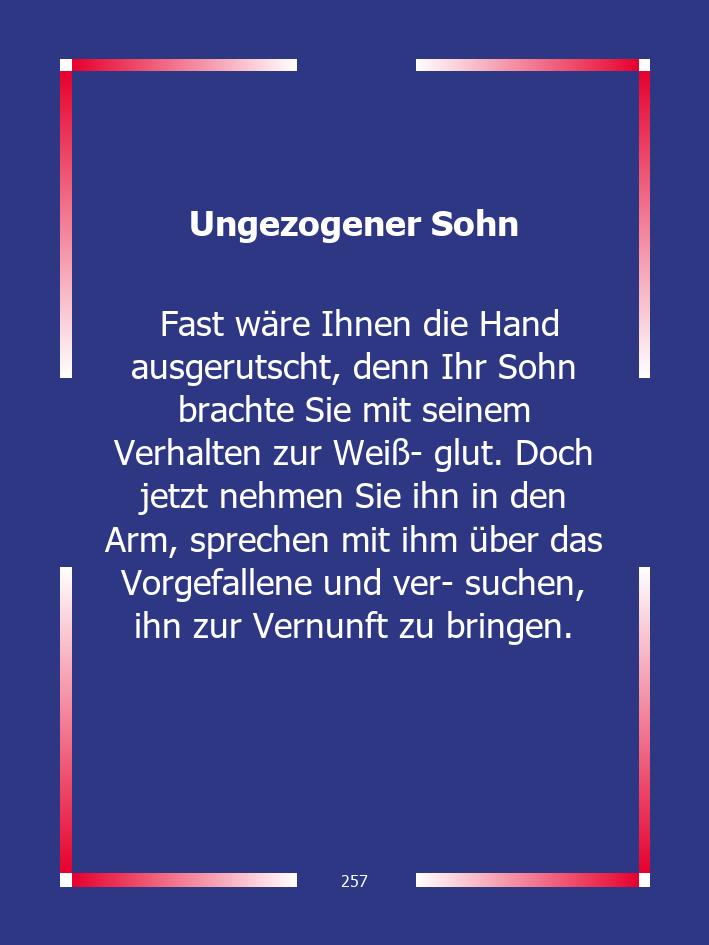 Ungezogener Sohn
Fast wäre Ihnen die Hand
ausgerutscht, denn Ihr Sohn
brachte Sie mit seinem
Verhalten zur Weiß- glut. Doch
jetzt nehmen Sie ihn in den
Arm, sprechen mit ihm über das
Vorgefallene und ver- suchen,
ihn zur Vernunft zu bringen.
257